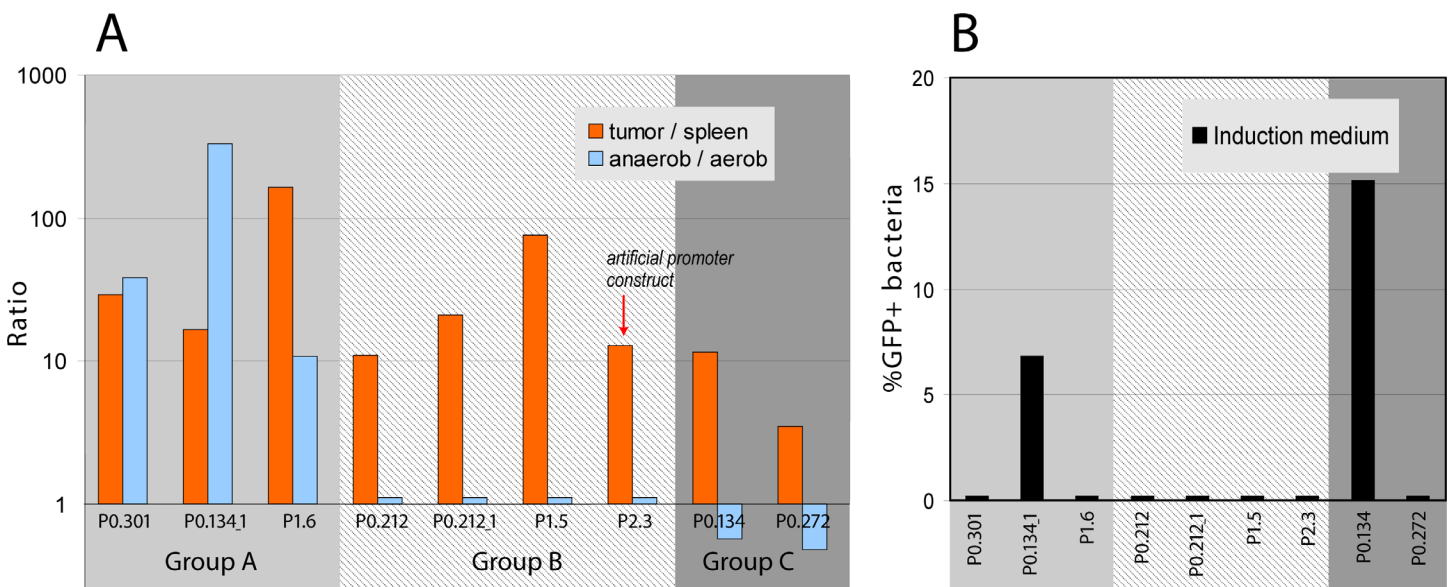 A
1000
100
10
1
Ratio
tumor / spleen
anaerob / aerob
artificial promoter
construct
P0.301
P0.134_1
P1.6
P0.212
P0.212_1
P1.5
P2.3
P0.134
P0.272
Group A
Group B
Group C
B
20
15
10
5
0
%GFP+ bacteria
Induction medium
P0.301
P0.134_1
P1.6
P0.212
P0.212_1
P1.5
P2.3
P0.134
P0.272